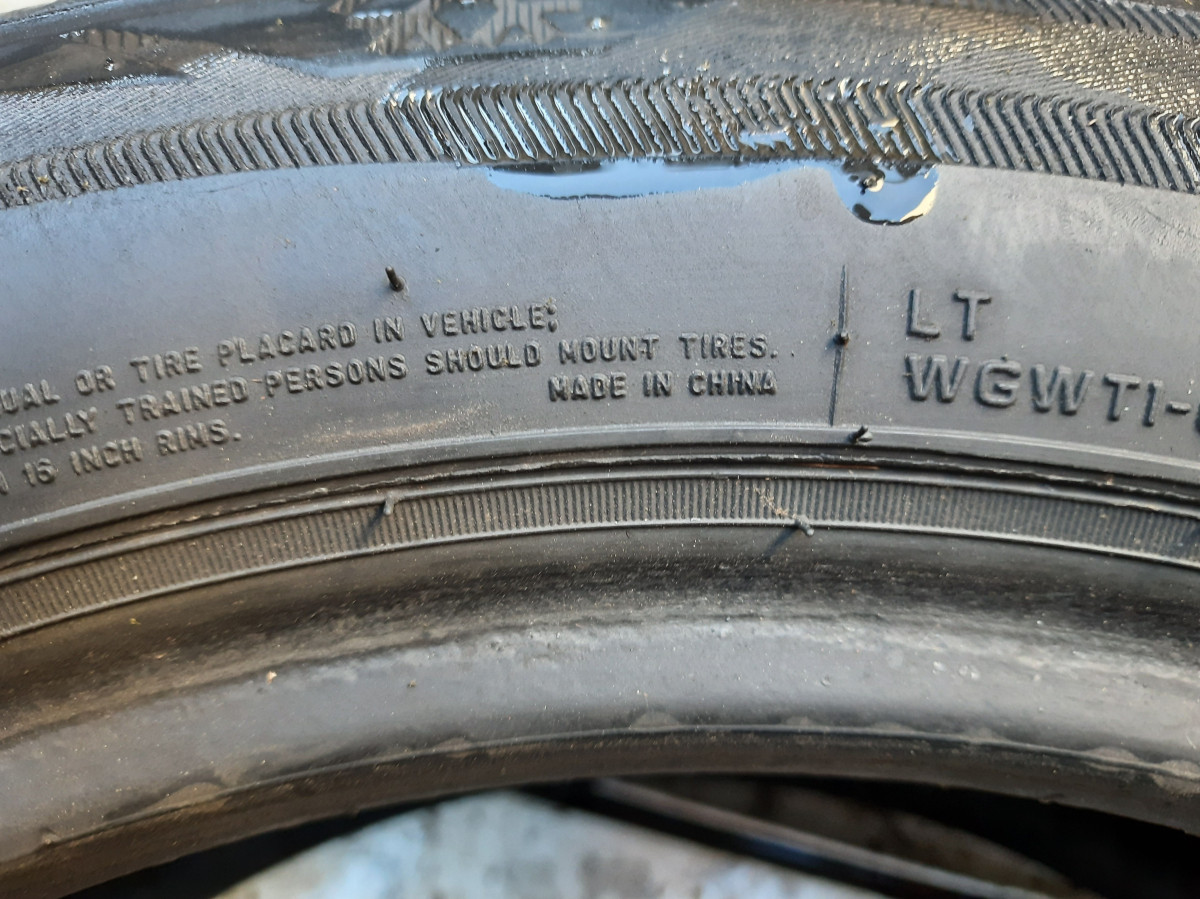 UAL OR TIRE PLACARD IN VEHICLE;
CIALLY TRAINED PERSONS SHOULD MOUNT TIRES.
16 INCH RIMS.
MADE IN CHINA
LT
WGWTI-